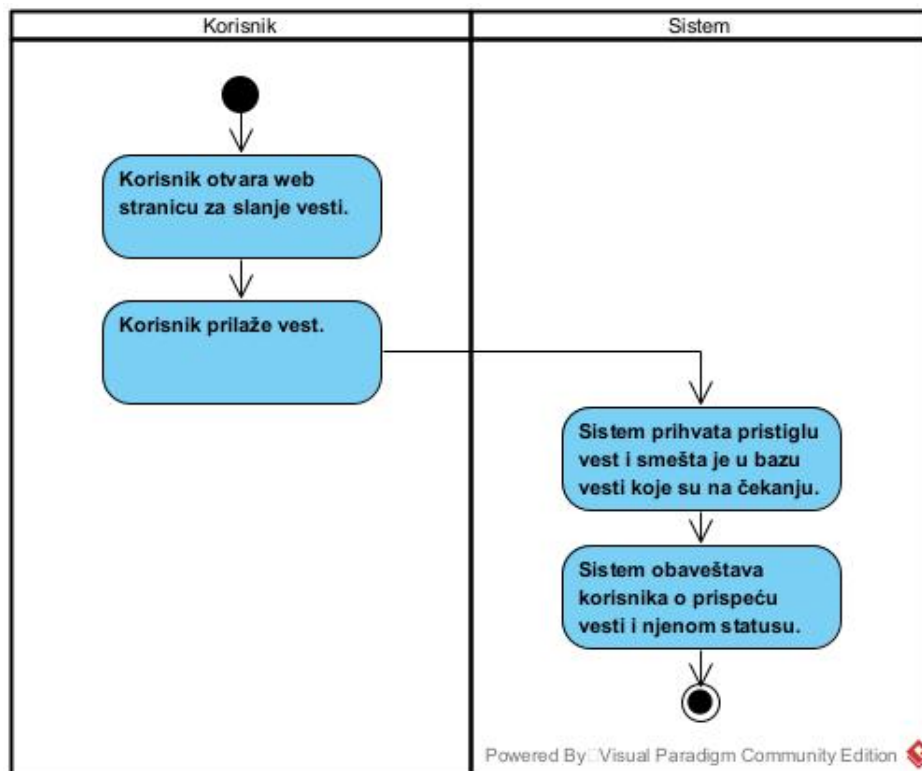 Korisnik
Sistem
Korisnik otvara web
stranicu za slanje vesti.
Korisnik prilaže vest.
Sistem prihvata pristiglu
vest i smešta je u bazu
vesti koje su na čekanju.
Sistem obaveštava
korisnika o prispeću
vesti i njenom statusu.
Powered By Visual Paradigm Community Edition